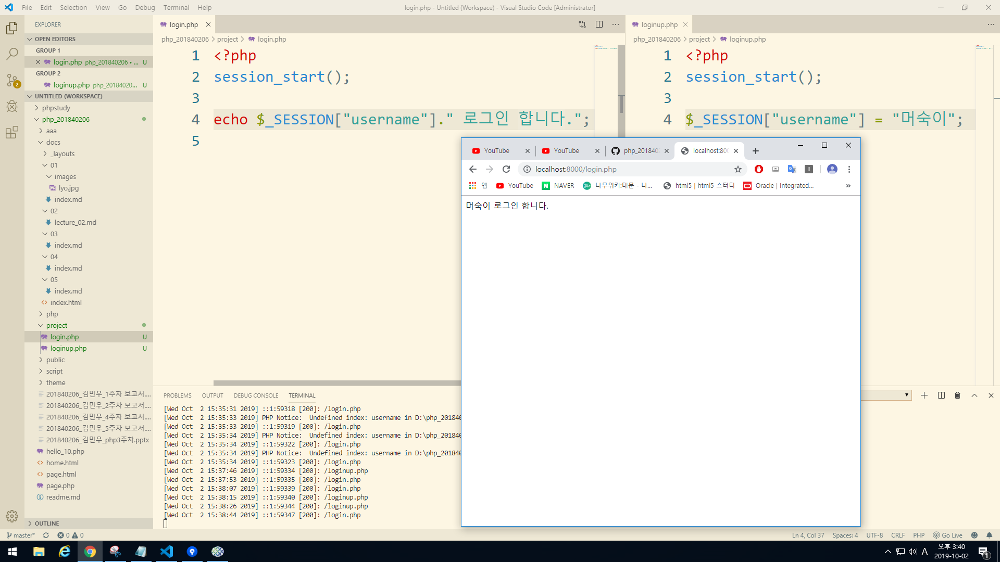 File Edit Selection View Go Debug Terminal Help
login.php - Untitled (Workspace) - Visual Studio Code [Administrator]
EXPLORER
OPEN EDITORS
GROUP 1
login.php php_201840206 • ... U
GROUP 2
loginup.php php_20184020... U
UNTITLED (WORKSPACE)
phpstudy
php_201840206
aaa
docs
_layouts
01
images
lyo.jpg
index.md
02
lecture_02.md
03
index.md
04
index.md
05
index.md
index.html
php
project
login.php U
loginup.php U
public
script
theme
201840206_김민우_1주차 보고서....
201840206_김민우_2주차 보고서....
201840206_김민우_4주차 보고서....
201840206_김민우_5주차 보고서....
201840206_김민우_php3주차.pptx
hello_10.php
home.html
page.html
page.php
readme.md
OUTLINE
login.php
php_201840206 > project > login.php
1 <?php
2 session_start();
3
4 echo $_SESSION["username"]." 로그인 합니다.";
5
loginup.php
php_201840206 > project > loginup.php
1 <?php
2 session_start();
3
4 $_SESSION["username"] = "머숙이";
YouTube
YouTube
php_2018402
localhost:800
localhost:8000/login.php
앱 YouTube NAVER 나무위키:대문 - 나... html5 | html5 스터디 Oracle | Integrated... »
머숙이 로그인 합니다.
PROBLEMS OUTPUT DEBUG CONSOLE TERMINAL
[Wed Oct  2 15:35:31 2019] ::1:59318 [200]: /login.php
[Wed Oct  2 15:35:33 2019] PHP Notice:  Undefined index: username in D:\php_201840
[Wed Oct  2 15:35:33 2019] ::1:59319 [200]: /login.php
[Wed Oct  2 15:35:34 2019] PHP Notice:  Undefined index: username in D:\php_201840
[Wed Oct  2 15:35:34 2019] ::1:59322 [200]: /login.php
[Wed Oct  2 15:35:34 2019] PHP Notice:  Undefined index: username in D:\php_201840
[Wed Oct  2 15:35:34 2019] ::1:59323 [200]: /login.php
[Wed Oct  2 15:37:46 2019] ::1:59334 [200]: /loginup.php
[Wed Oct  2 15:37:53 2019] ::1:59335 [200]: /login.php
[Wed Oct  2 15:38:07 2019] ::1:59339 [200]: /login.php
[Wed Oct  2 15:38:15 2019] ::1:59340 [200]: /loginup.php
[Wed Oct  2 15:38:26 2019] ::1:59344 [200]: /loginup.php
[Wed Oct  2 15:38:44 2019] ::1:59347 [200]: /login.php
master* 0 0 Ln 4, Col 37 Spaces: 4 UTF-8 CRLF PHP Go Live
A 오후 3:40
2019-10-02
1
2